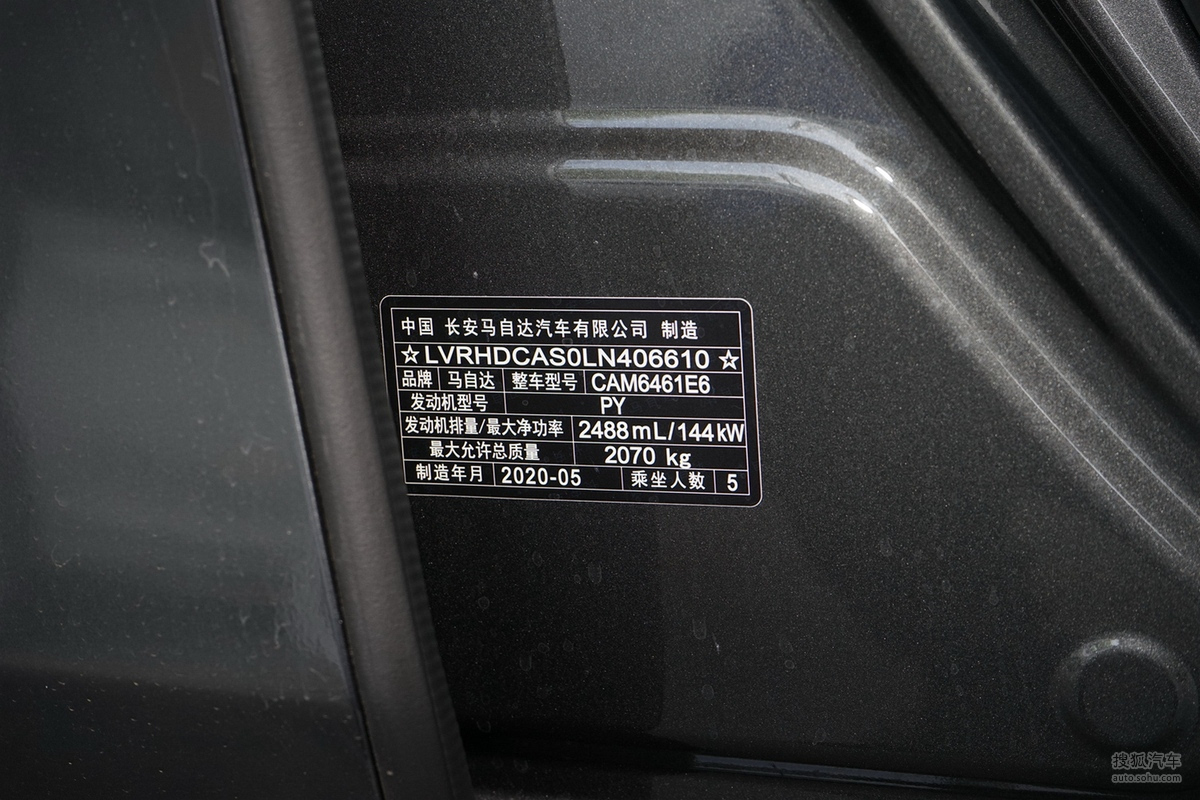 中国 长安马自达汽车有限公司 制造
☆LVRHDCAS0LN406610☆
品牌 马自达 整车型号 CAM6461E6
发动机型号 PY
发动机排量/最大净功率 2488mL/144kW
最大允许总质量 2070 kg
制造年月 2020-05 乘坐人数 5
搜狐汽车
auto.sohu.com